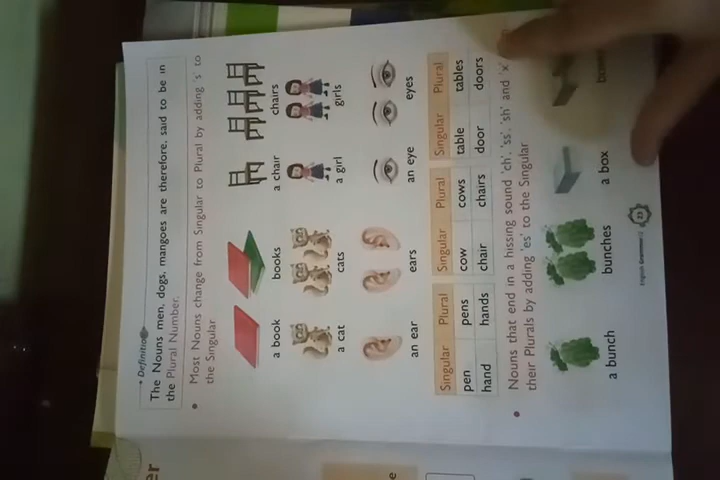 Definition
The Nouns men, dogs, mangoes are therefore, said to be in
the Plural Number.
• Most Nouns change from Singular to Plural by adding 's' to
the Singular
a book books a chair chairs
a cat cats a girl girls
an ear ears an eye eyes
Singular Plural Singular Plural Singular Plural
pen pens cow cows table tables
hand hands chair chairs door doors
• Nouns that end in a hissing sound 'ch', 'ss', 'sh' and 'x'
their Plurals by adding 'es' to the Singular
a bunch bunches a box
English Grammar-2 23
er
e